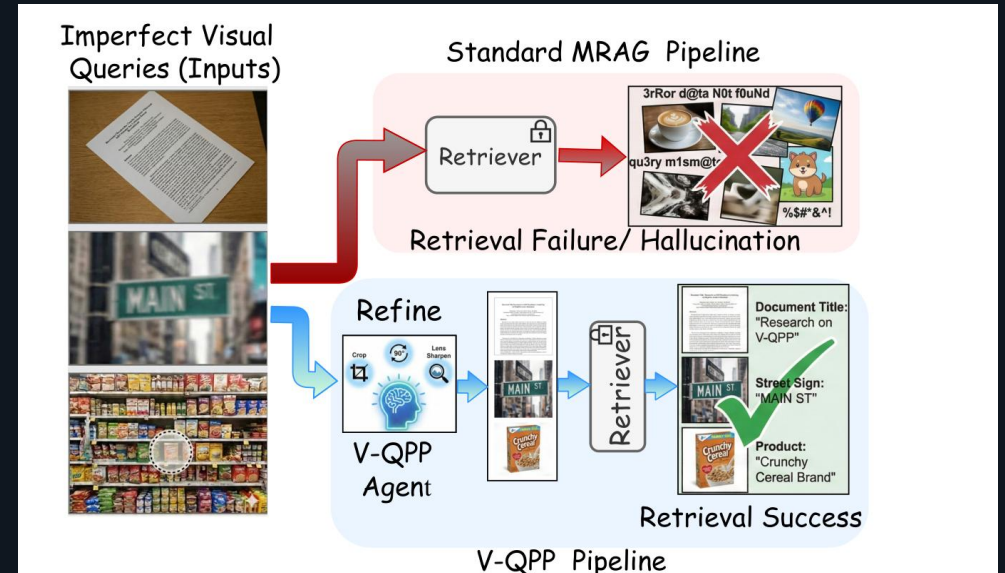 Imperfect Visual
Queries (Inputs)
Standard MRAG Pipeline
3rRor d@ta N0t f0uNd
Retriever
qu3ry m1sm@t
%$#*&^!
Retrieval Failure/ Hallucination
MAIN ST.
Refine
Crop
90°
Lens
Sharpen
V-QPP
Agent
MAIN ST
Crunchy
Cereal
Retriever
MAIN ST
Crunchy
Cereal
Document Title:
"Research on
V-QPP"
Street Sign:
"MAIN ST"
Product:
"Crunchy
Cereal Brand"
Retrieval Success
V-QPP Pipeline